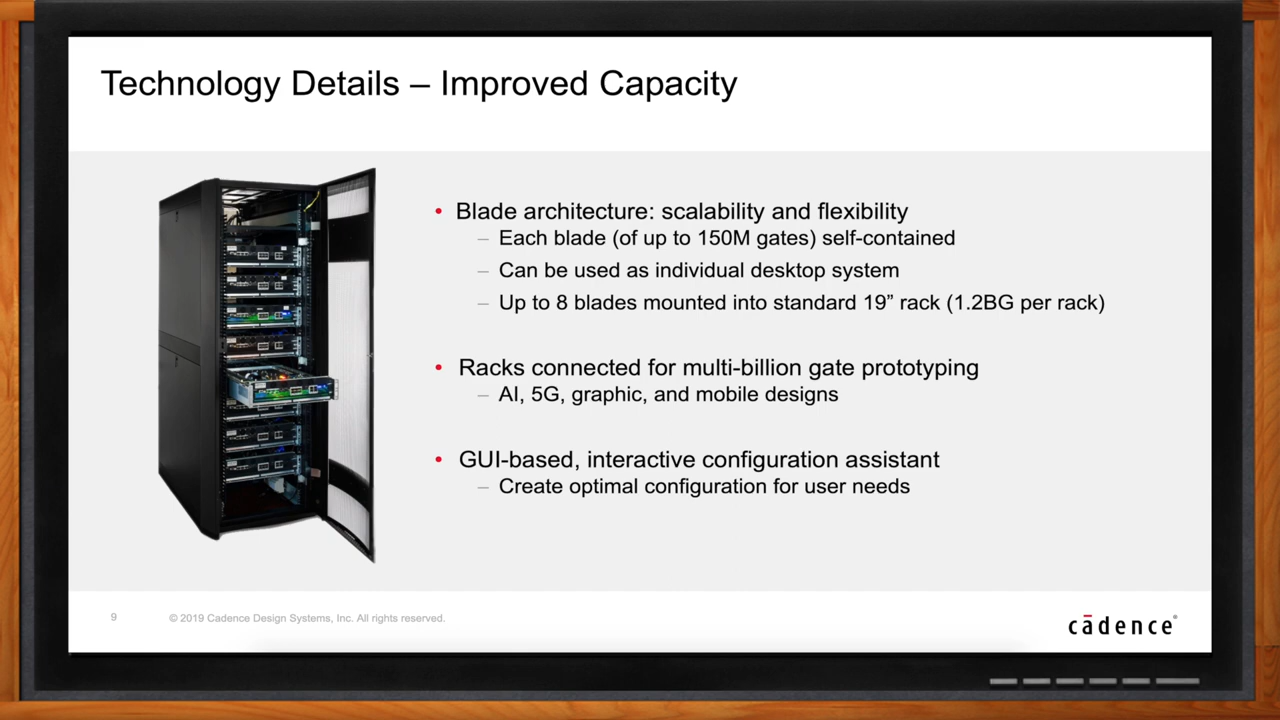 Technology Details – Improved Capacity
• Blade architecture: scalability and flexibility
– Each blade (of up to 150M gates) self-contained
– Can be used as individual desktop system
– Up to 8 blades mounted into standard 19” rack (1.2BG per rack)
• Racks connected for multi-billion gate prototyping
– AI, 5G, graphic, and mobile designs
• GUI-based, interactive configuration assistant
– Create optimal configuration for user needs
9
© 2019 Cadence Design Systems, Inc. All rights reserved.
cādence®